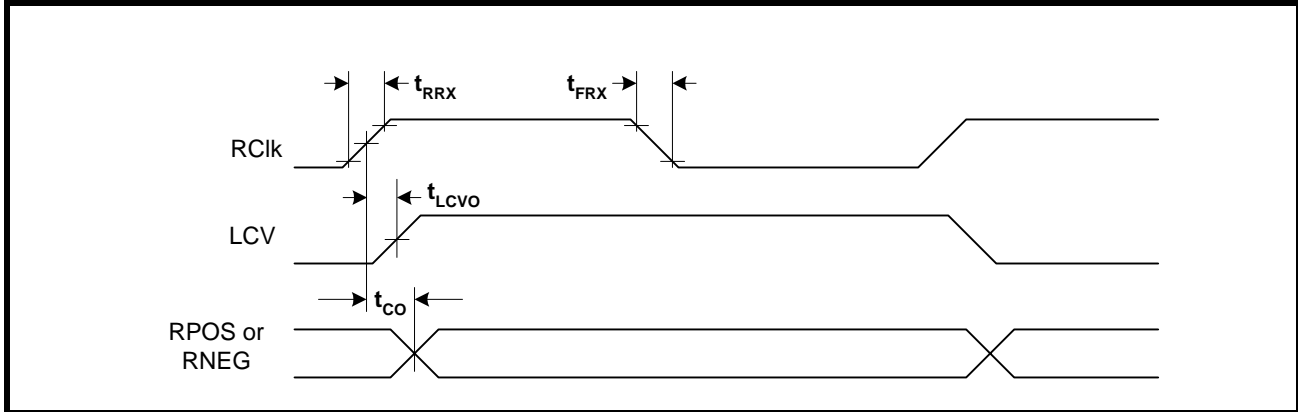 tRRX
tFRX
RClk
tLCVO
LCV
tCO
RPOS or
RNEG